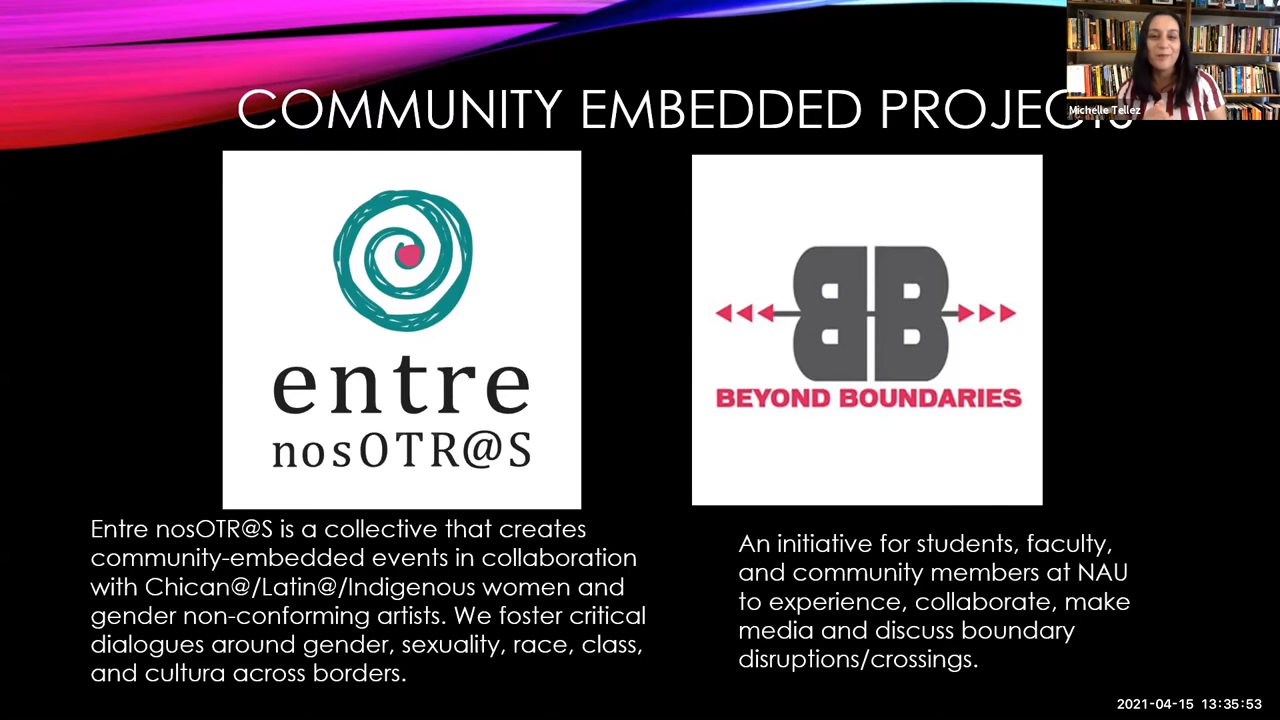 COMMUNITY EMBEDDED PROJECTS
Michelle Tellez
entre
nosOTR@S
BB
BEYOND BOUNDARIES
Entre nosOTR@S is a collective that creates
community-embedded events in collaboration
with Chican@/Latin@/Indigenous women and
gender non-conforming artists. We foster critical
dialogues around gender, sexuality, race, class,
and cultura across borders.
An initiative for students, faculty,
and community members at NAU
to experience, collaborate, make
media and discuss boundary
disruptions/crossings.
2021-04-15 13:35:53